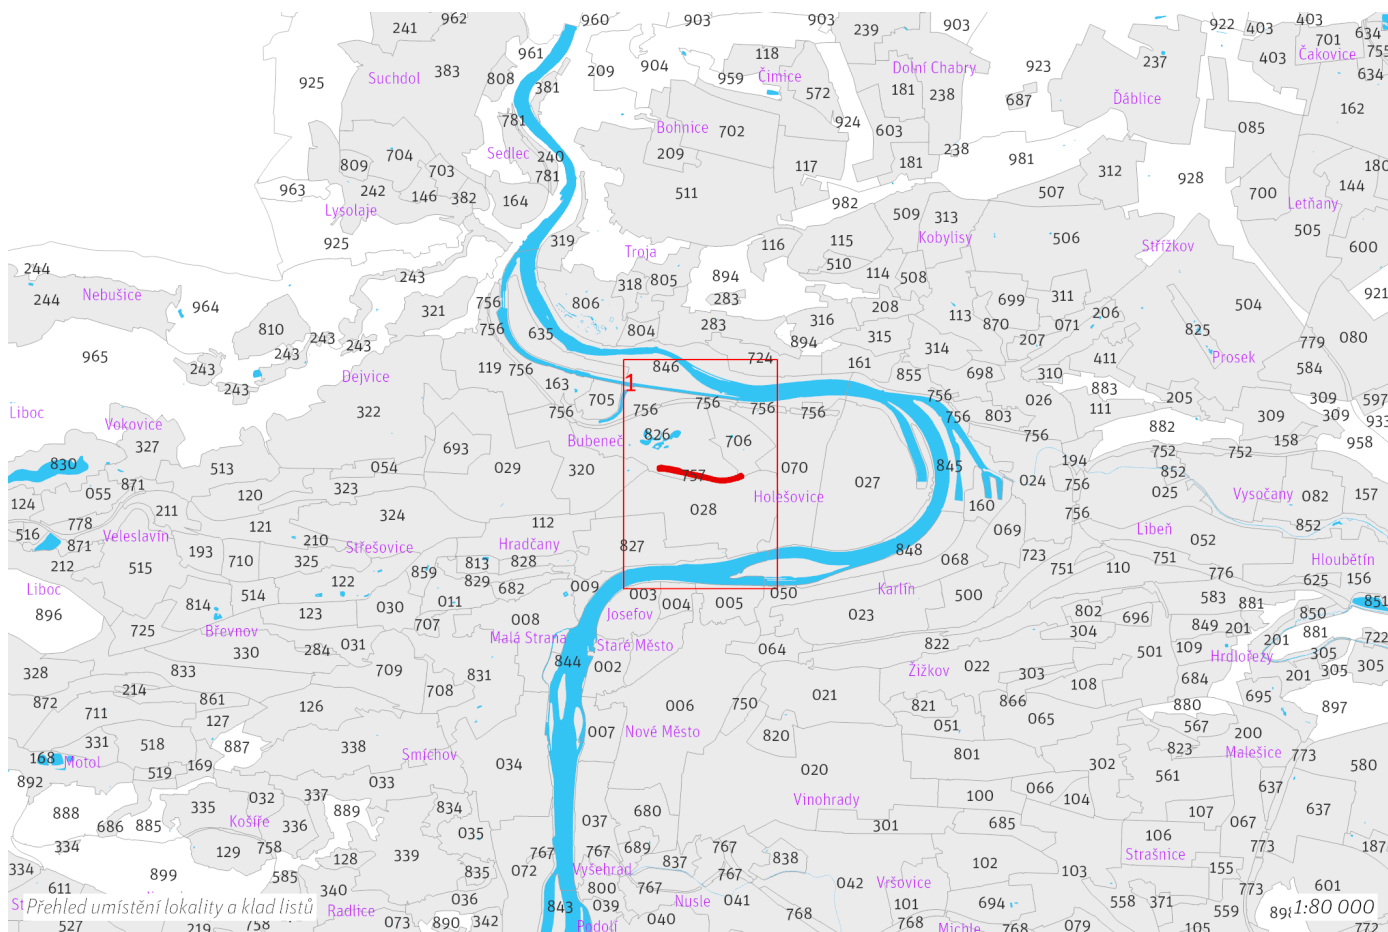 241 962 960 903 903 239 903 922 403 403 634
961 118 701 755
Suchdol 383 808 209 904 959 Čimice Dolní Chabry 923 237 403 Čakovice 634
925 381 572 181 238 687 Ďáblice 162
781 Bohnice 702 924 603 085
704 Sedlec 240 209 238
809 703 781 117 181 981 312 928 180
963 242 146 382 164 511 507 700 144
Lysolaje 982 509 313 Letňany
925 319 Troja 116 115 Kobylisy 506 Střížkov 505 600
244 243 318 805 894 510 114 508
244 Nebušice 964 321 756 806 283 208 699 311 504 921
810 243 756 635 804 283 316 113 870 071 206 825
965 243 243 894 315 207 779 080
243 Dejvice 119 756 846 724 161 314 411 Prosek 584
243 163 1 855 698 310 883
Liboc 322 705 756 756 756 756 756 026 205 309 597
Vokovice 756 756 803 111 309 309 933
327 693 Bubeneč 826 706 756 882 158 958
830 513 054 029 320 757 070 845 194 752 752
055 871 323 027 024 756 852
124 211 120 Holešovice 025 Vysočany 082 157
778 121 324 112 028 160 756 852
516 Veleslavín 210 Libeň
871 193 Střešovice Hradčany 827 069 052
212 515 710 325 813 828 848 723 751 Hloubětín
Liboc 122 859 829 009 068 751 110 776 625 156
514 682 003 050 Karlín 500 583 881 851
896 814 123 030 011 004 005 023 802 850
725 Břevnov 707 008 Josefov 304 696 849 201 881 722
330 284 031 Malá Strana Staré Město 064 822 501 109 201 305
328 833 709 831 844 002 Žižkov 022 303 Hrdlořezy 305 305
872 214 861 708 021 108 684 201
711 127 126 006 750 821 866 880 695 897
331 518 887 007 Nové Město 051 065 567 200
168 Motol 338 Smíchov 820 823 Malešice 773
892 519 169 034 801 302 580
033 020 561
888 032 337 Vinohrady 066 637
335 889 834 100 104 107 637
686 885 Košíře 336 680 067
334 758 035 037 301 685 106
129 128 339 767 767 689 767 838 Strašnice 773 187
334 899 585 835 072 Vyšehrad 837 767 102 103 155
611 340 036 800 767 042 Vršovice 773 601
Přehled umístění lokality a klad listů Radlice 843 039 Nusle 041 101 694 558 371 559 1:80 000
527 219 758 073 890 342 Podolí 040 768 768 Michle 768 079 105 772